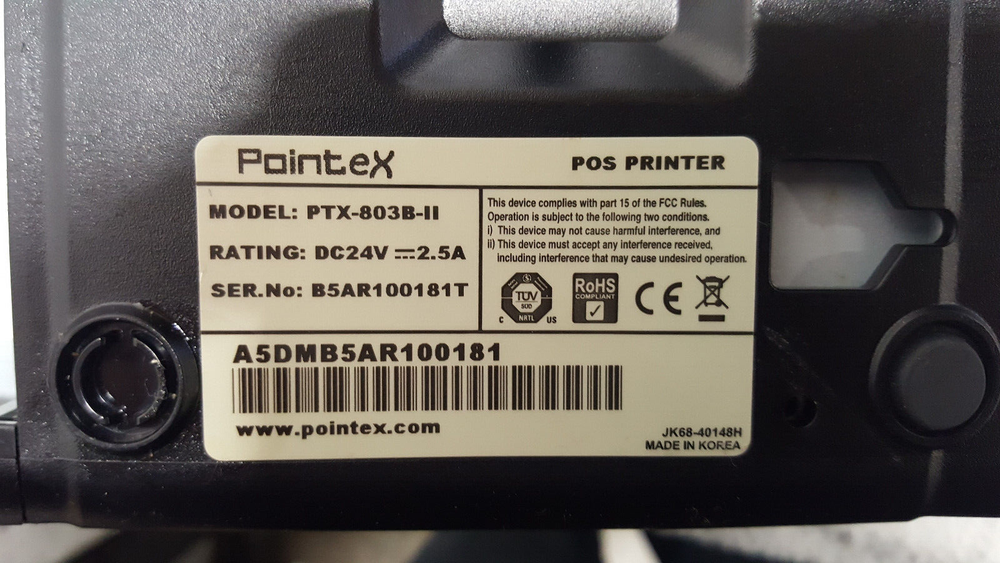 Pointex
POS PRINTER
MODEL: PTX-803B-II
RATING: DC24V ⎓2.5A
SER.No: B5AR100181T
This device complies with part 15 of the FCC Rules.
Operation is subject to the following two conditions.
i) This device may not cause harmful interference, and
ii) This device must accept any interference received,
including interference that may cause undesired operation.
TÜV
SÜD
C NRTL US
RoHS
COMPLIANT
CE
A5DMB5AR100181
www.pointex.com
JK68-40148H
MADE IN KOREA